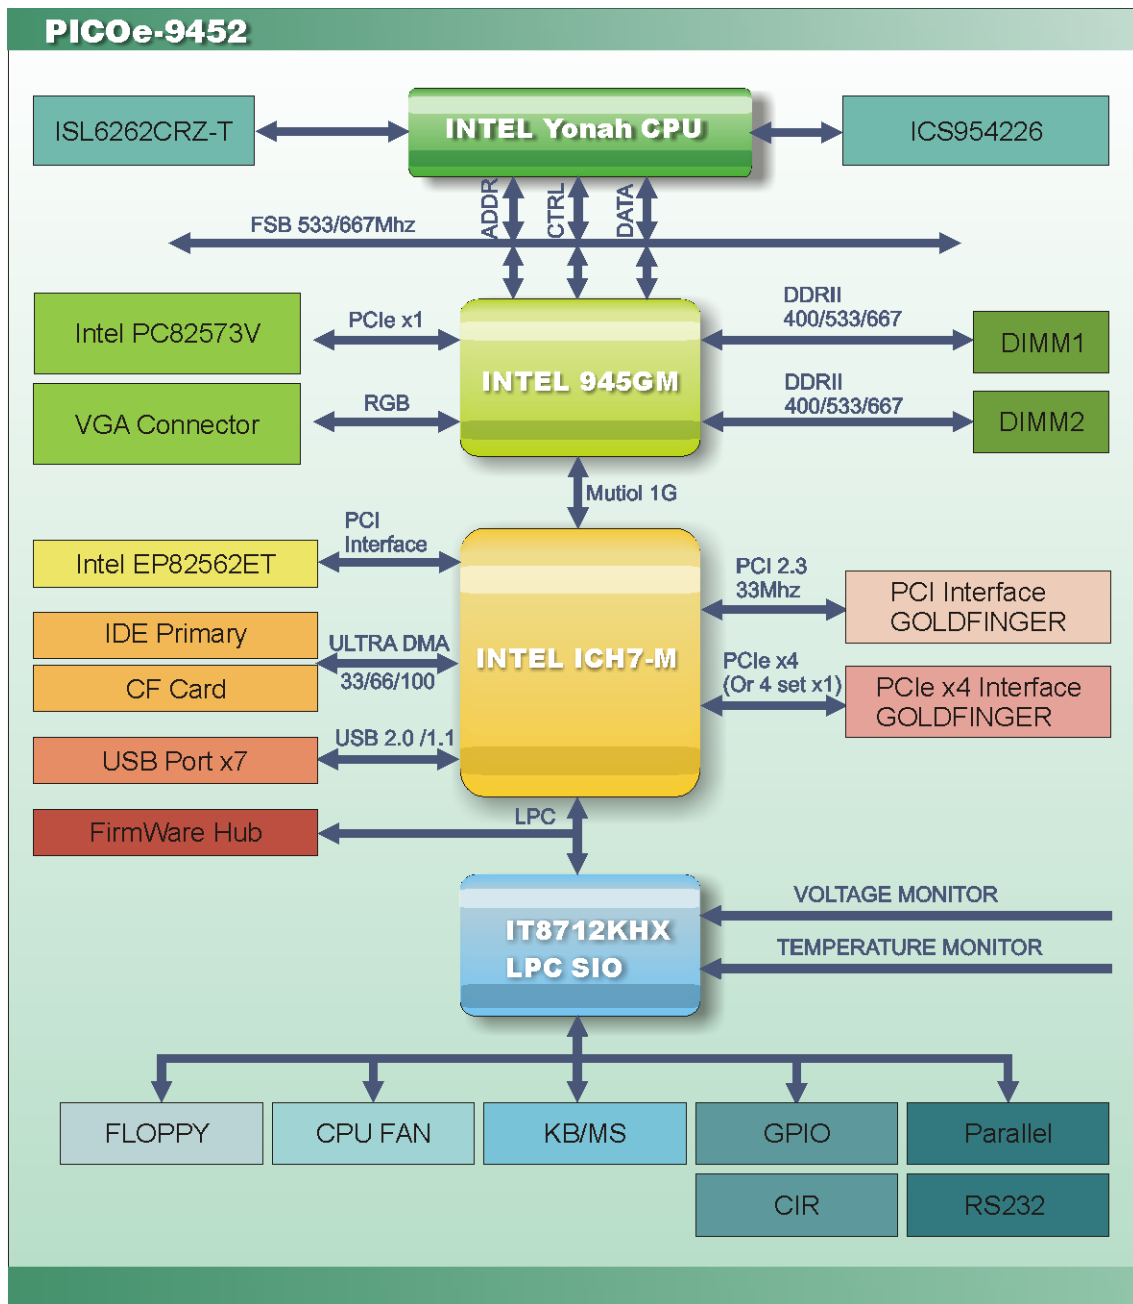 PICOe-9452
ISL6262CRZ-T
INTEL Yonah CPU
ICS954226
ADDR
CTRL
DATA
FSB 533/667Mhz
Intel PC82573V
PCIe x1
DDRII
400/533/667
DIMM1
INTEL 945GM
VGA Connector
RGB
DDRII
400/533/667
DIMM2
Mutiol 1G
Intel EP82562ET
PCI
Interface
PCI 2.3
33Mhz
PCI Interface
GOLDFINGER
IDE Primary
CF Card
ULTRA DMA
33/66/100
INTEL ICH7-M
PCIe x4
(Or 4 set x1)
PCIe x4 Interface
GOLDFINGER
USB Port x7
USB 2.0 /1.1
FirmWare Hub
LPC
IT8712KHX
LPC SIO
VOLTAGE MONITOR
TEMPERATURE MONITOR
FLOPPY
CPU FAN
KB/MS
GPIO
Parallel
CIR
RS232